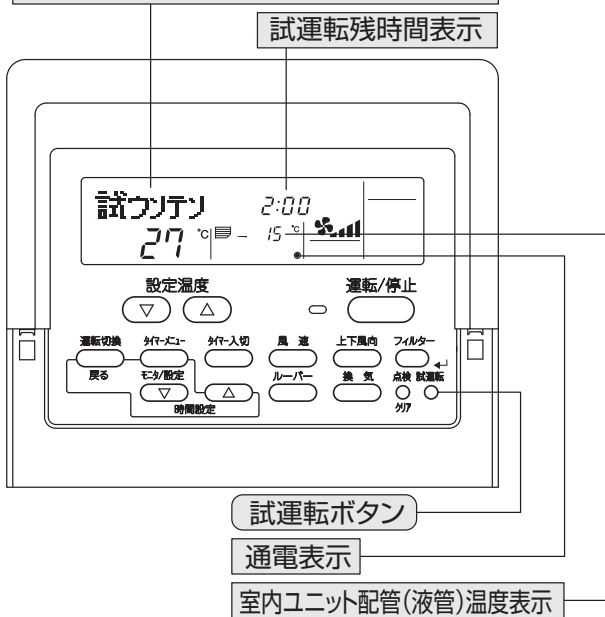 試運転残時間表示
試ウンテン 2:00
27 ℃ − 15 ℃
設定温度 運転/停止
運転切換 タイマーメニュー タイマー入切 風 速 上下風向 フィルター
戻る モニタ/設定 ルーバー 換 気 点検 試運転
時間設定 クリア
試運転ボタン
通電表示
室内ユニット配管(液管)温度表示